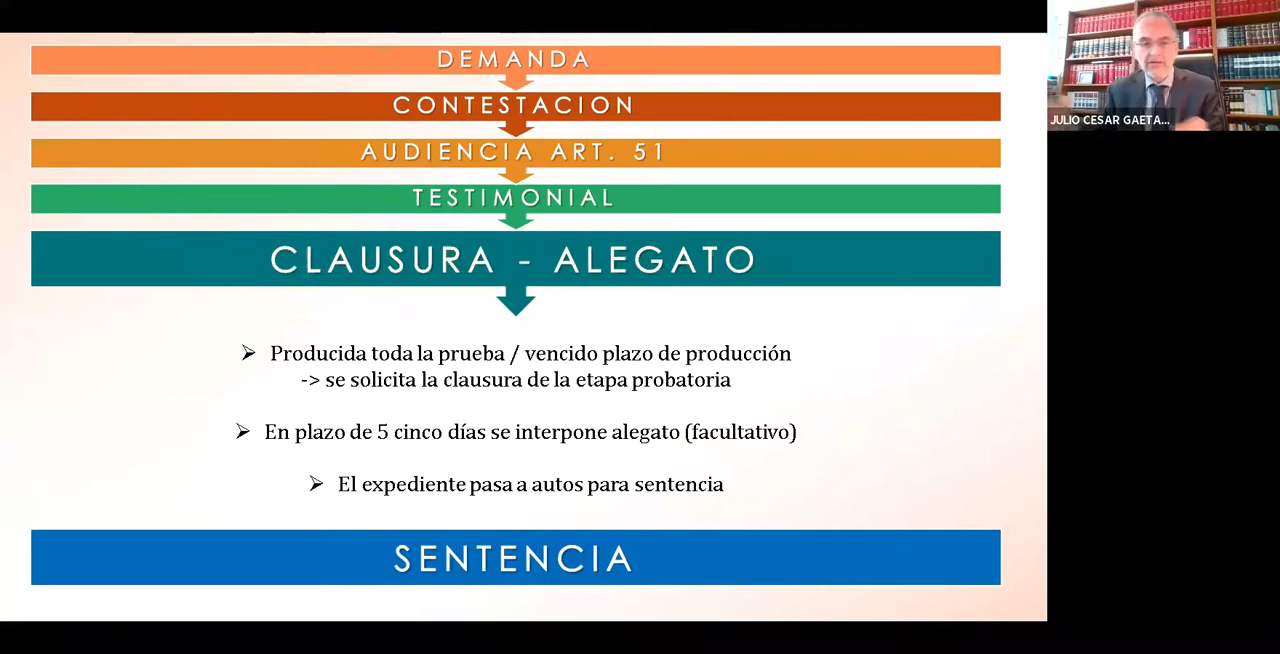 DEMANDA
CONTESTACION
AUDIENCIA ART. 51
TESTIMONIAL
CLAUSURA - ALEGATO
➢ Producida toda la prueba / vencido plazo de producción
-> se solicita la clausura de la etapa probatoria
➢ En plazo de 5 cinco días se interpone alegato (facultativo)
➢ El expediente pasa a autos para sentencia
SENTENCIA
JULIO CESAR GAETA...